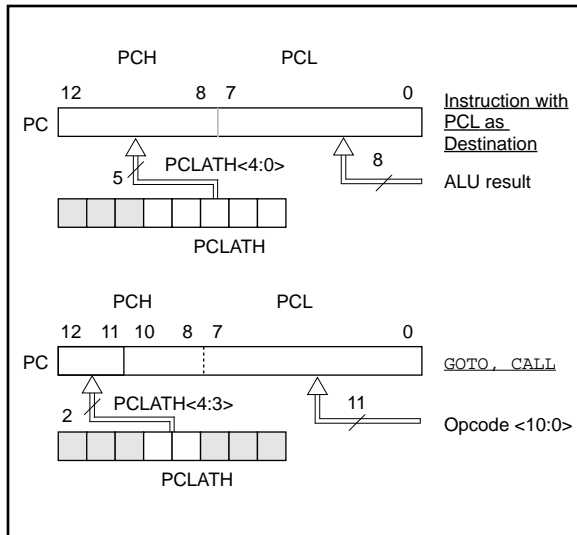 PCH PCL
12 8 7 0
PC
Instruction with
PCL as
Destination
5 PCLATH<4:0> 8
ALU result
PCLATH
PCH PCL
12 11 10 8 7 0
PC
GOTO, CALL
2 PCLATH<4:3> 11
Opcode <10:0>
PCLATH